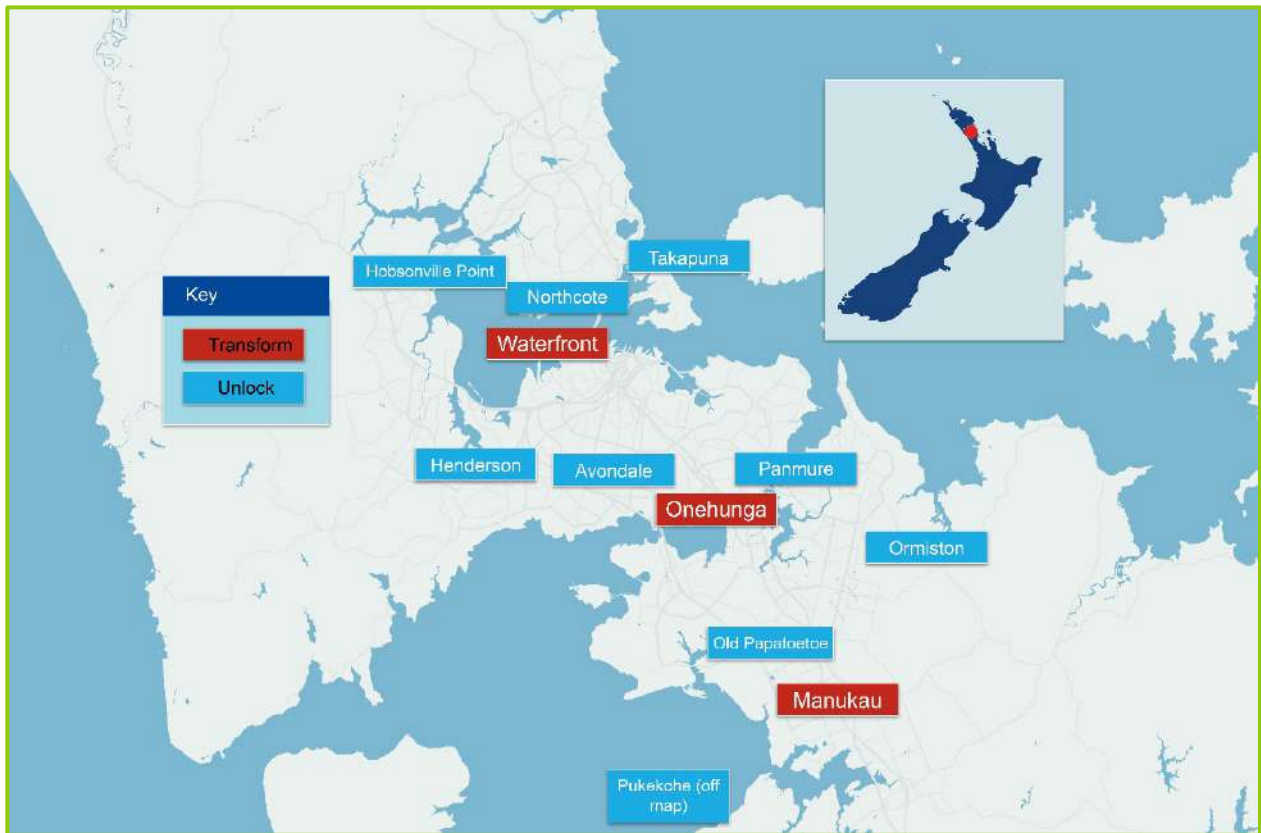 Takapuna
Hobsonville Point
Northcote
Key
Waterfront
Transform
Unlock
Henderson
Avondale
Panmure
Onehunga
Ormiston
Old Papatoetoe
Manukau
Pukekohe (off
map)